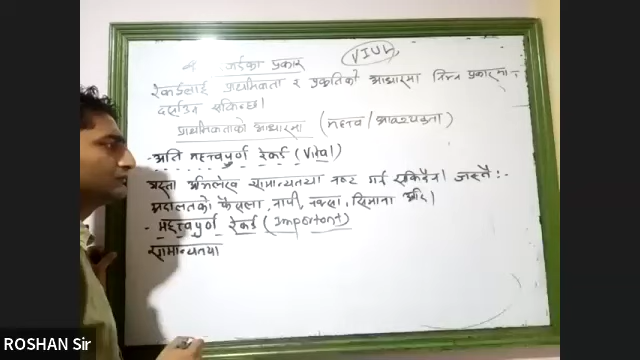 VIUN
रेकर्डका प्रकार
रेकर्डलाई प्राथमिकता र प्रकृतिको आधारमा निम्न प्रकारमा
दर्साउन सकिन्छ।
प्राथमिकताको आधारमा (महत्व/आवश्यकता)
- अति महत्वपुर्ण रेकर्ड (Vital)
यस्ता अभिलेख सामान्यतया नष्ट गर्न सकिदैन। जस्तै:-
अदालतको फैसला, नापी, नक्सा, सिमाना आदि।
- महत्वपुर्ण रेकर्ड (Important)
सामान्यतया
ROSHAN Sir